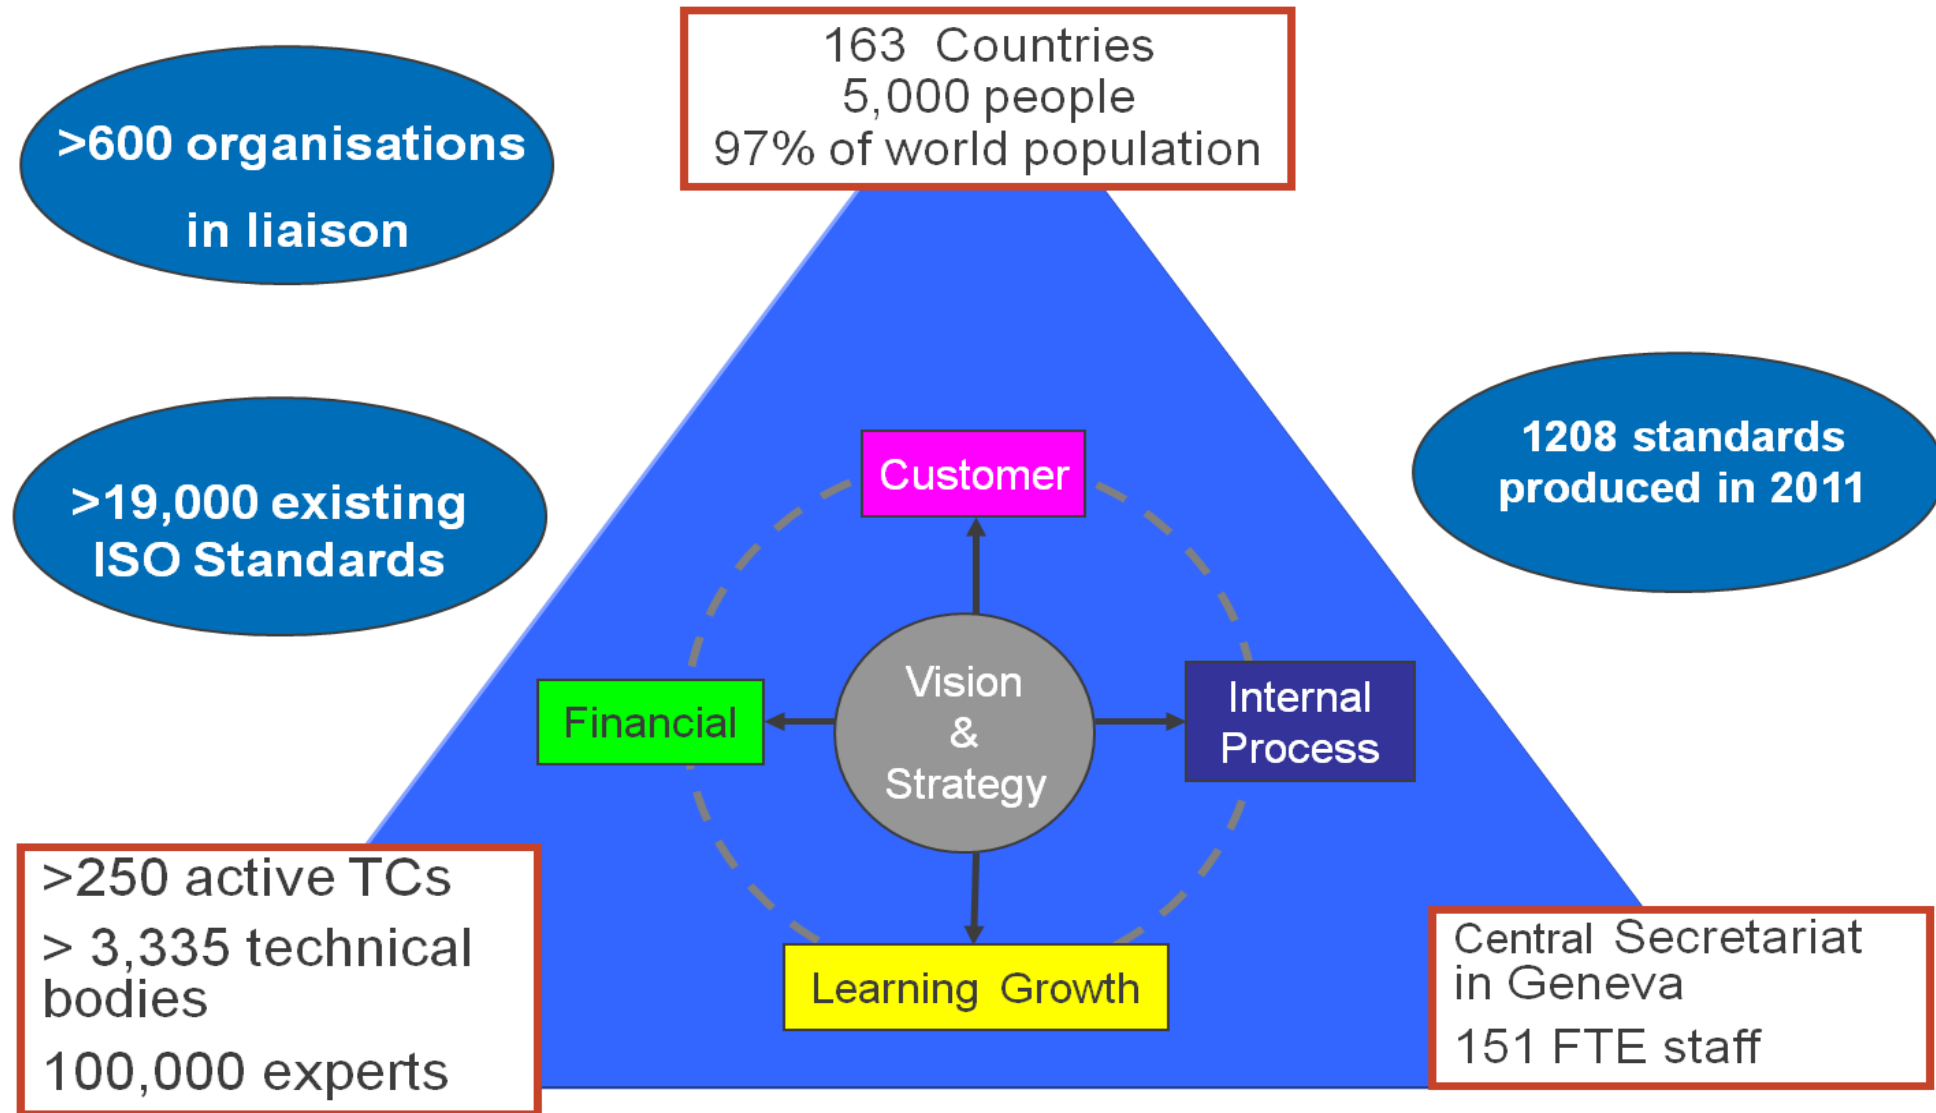 163 Countries
5,000 people
97% of world population
>600 organisations
in liaison
>19,000 existing
ISO Standards
1208 standards
produced in 2011
Customer
Financial
Vision
&
Strategy
Internal
Process
Learning Growth
>250 active TCs
> 3,335 technical
bodies
100,000 experts
Central Secretariat
in Geneva
151 FTE staff